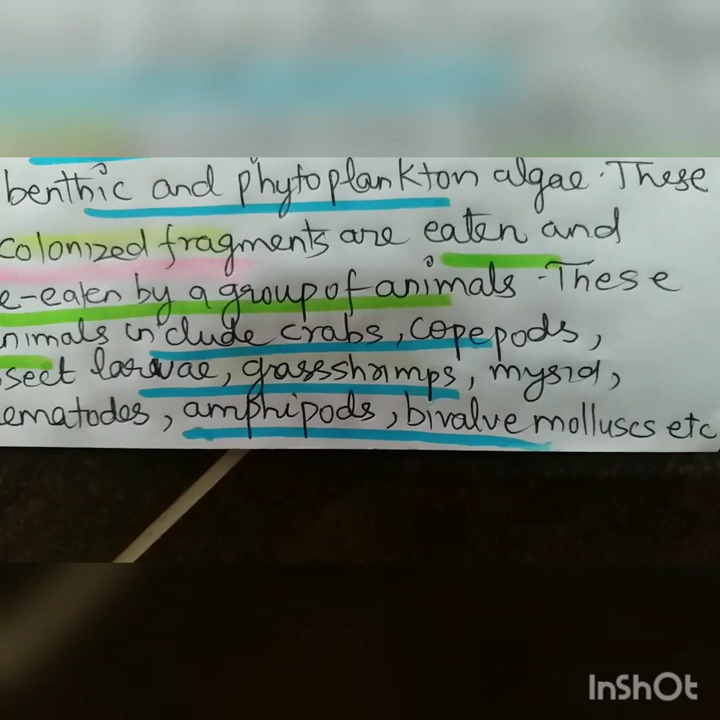 benthic and phytoplankton algae. These
colonized fragments are eaten and
e-eaten by a group of animals. These
nimals include crabs, copepods,
sect larvae, grassshrimps, mysid,
ematodes, amphipods, bivalve molluscs etc
InShOt